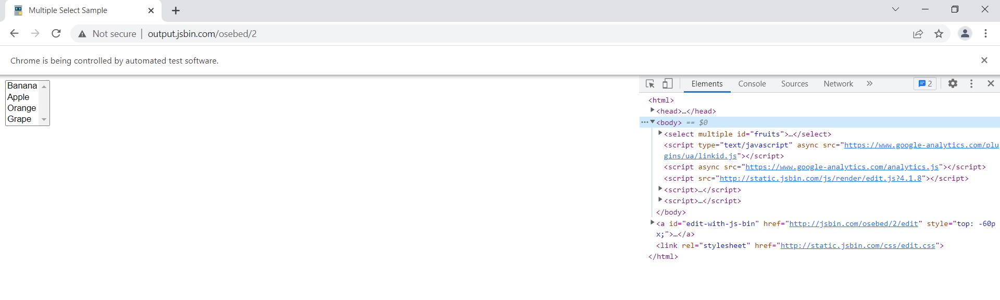 Multiple Select Sample
Not secure | output.jsbin.com/osebed/2
Chrome is being controlled by automated test software.
Banana
Apple
Orange
Grape
Elements Console Sources Network » 2
<html>
<head>…</head>
<body> == $0
<select multiple id="fruits">…</select>
<script type="text/javascript" async src="https://www.google-analytics.com/plu
gins/ua/linkid.js"></script>
<script async src="https://www.google-analytics.com/analytics.js"></script>
<script src="http://static.jsbin.com/js/render/edit.js?4.1.8"></script>
<script>…</script>
<script>…</script>
</body>
<a id="edit-with-js-bin" href="http://jsbin.com/osebed/2/edit" style="top: -60p
x;">…</a>
<link rel="stylesheet" href="http://static.jsbin.com/css/edit.css">
</html>